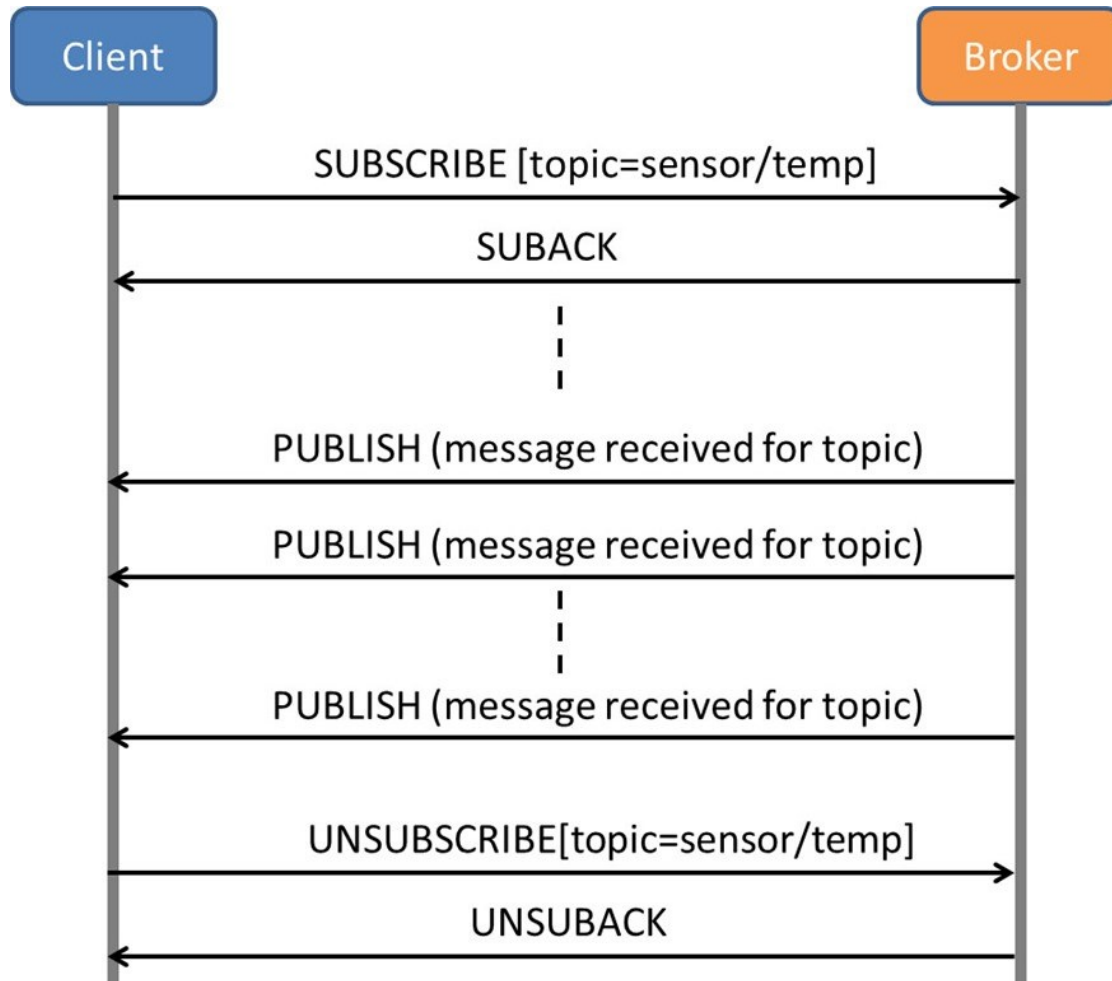 Client
Broker
SUBSCRIBE [topic=sensor/temp]
SUBACK
PUBLISH (message received for topic)
PUBLISH (message received for topic)
PUBLISH (message received for topic)
UNSUBSCRIBE[topic=sensor/temp]
UNSUBACK